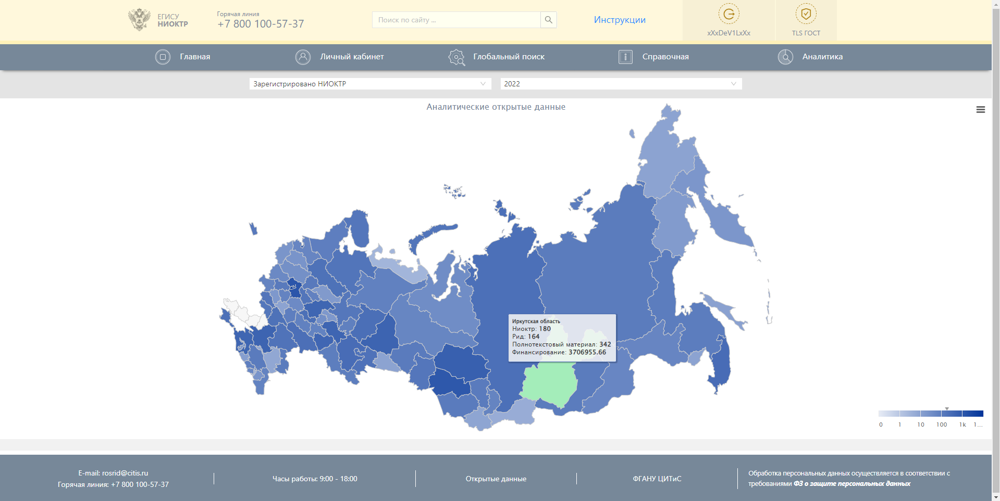 ЕГИСУ
НИОКТР
Горячая линия
+7 800 100-57-37
Поиск по сайту ...
Инструкции
xXxDeV1LxXx
TLS ГОСТ
Главная
Личный кабинет
Глобальный поиск
Справочная
Аналитика
Зарегистрировано НИОКТР
2022
Аналитические открытые данные
Иркутская область
Ниоктр: 180
Рид: 164
Полнотекстовый материал: 342
Финансирование: 3706955.66
0 1 10 100 1k 1...
E-mail: rosrid@citis.ru
Горячая линия: +7 800 100-57-37
Часы работы: 9:00 - 18:00
Открытые данные
ФГАНУ ЦИТиС
Обработка персональных данных осуществляется в соответствии с
требованиями ФЗ о защите персональных данных